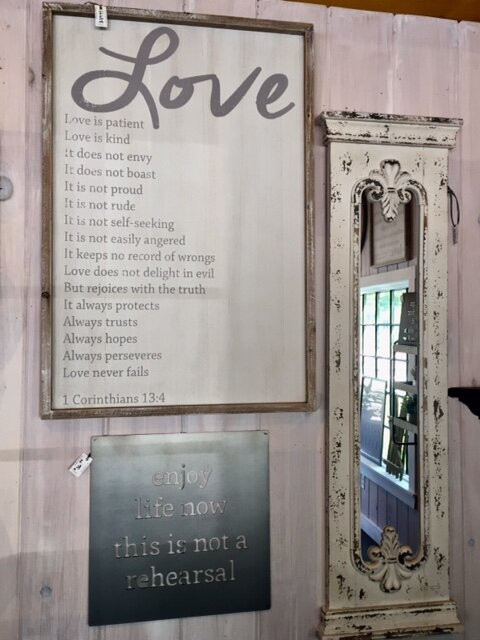 Love
Love is patient
Love is kind
It does not envy
It does not boast
It is not proud
It is not rude
It is not self-seeking
It is not easily angered
It keeps no record of wrongs
Love does not delight in evil
But rejoices with the truth
It always protects
Always trusts
Always hopes
Always perseveres
Love never fails
1 Corinthians 13:4
enjoy
life now
this is not a
rehearsal